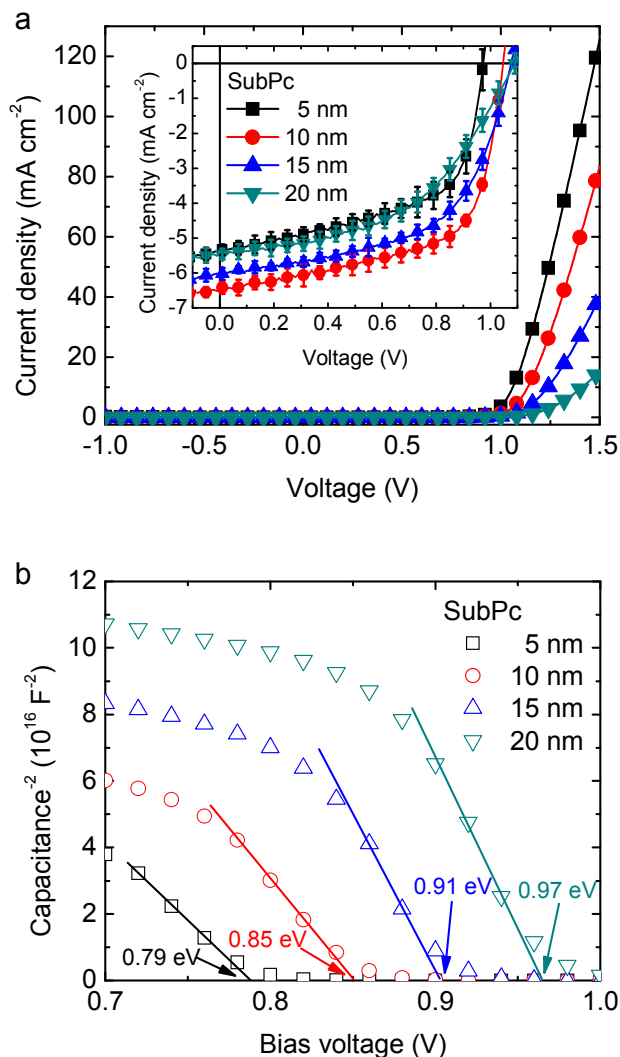 a
120
100
80
60
40
20
0
Current density (mA cm⁻²)
-1.0 -0.5 0.0 0.5 1.0 1.5
Voltage (V)
0
-1
-2
-3
-4
-5
-6
-7
Current density (mA cm⁻²)
SubPc
5 nm
10 nm
15 nm
20 nm
0.0 0.2 0.4 0.6 0.8 1.0
Voltage (V)
b
12
10
8
6
4
2
0
Capacitance⁻² (10¹⁶ F⁻²)
SubPc
5 nm
10 nm
15 nm
20 nm
0.79 eV
0.85 eV
0.91 eV
0.97 eV
0.7 0.8 0.9 1.0
Bias voltage (V)